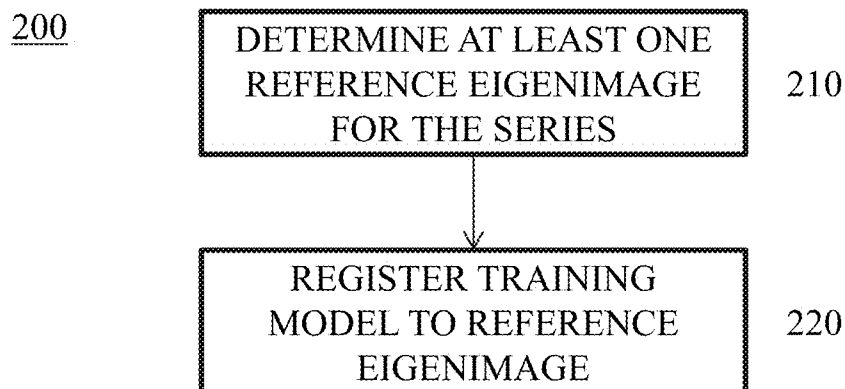 200
DETERMINE AT LEAST ONE
REFERENCE EIGENIMAGE
FOR THE SERIES
210
REGISTER TRAINING
MODEL TO REFERENCE
EIGENIMAGE
220